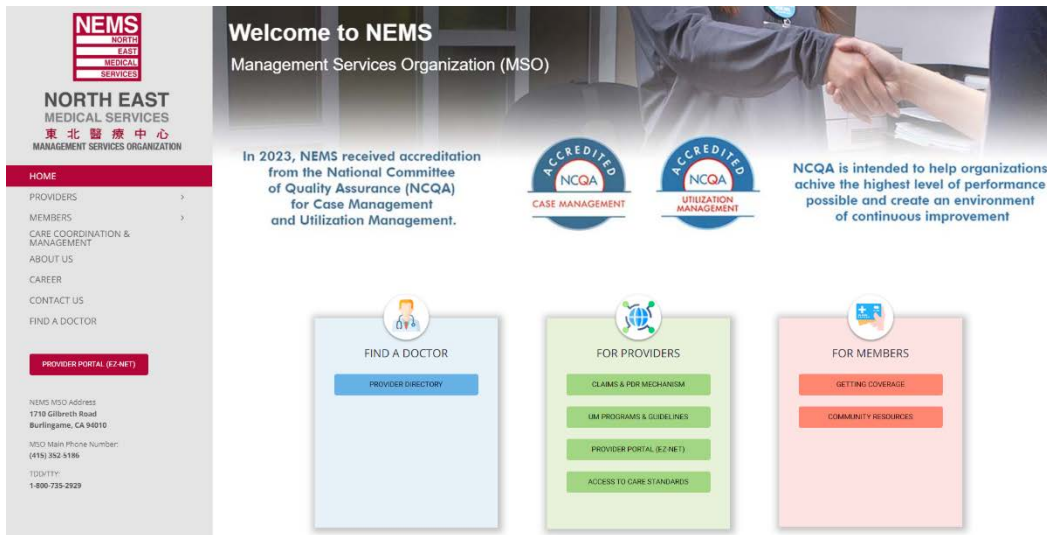 NEMS
NORTH
EAST
MEDICAL
SERVICES
NORTH EAST
MEDICAL SERVICES
東北醫療中心
MANAGEMENT SERVICES ORGANIZATION
HOME
PROVIDERS
MEMBERS
CARE COORDINATION &
MANAGEMENT
ABOUT US
CAREER
CONTACT US
FIND A DOCTOR
PROVIDER PORTAL (EZ-NET)
NEMS MSO Address
1710 Gilbreth Road
Burlingame, CA 94010
MSO Main Phone Number:
(415) 352-5186
TDD/TTY:
1-800-735-2929
Welcome to NEMS
Management Services Organization (MSO)
In 2023, NEMS received accreditation
from the National Committee
of Quality Assurance (NCQA)
for Case Management
and Utilization Management.
ACCREDITED
NCQA
CASE MANAGEMENT
ACCREDITED
NCQA
UTILIZATION
MANAGEMENT
NCQA is intended to help organizations
achive the highest level of performance
possible and create an environment
of continuous improvement
FIND A DOCTOR
PROVIDER DIRECTORY
FOR PROVIDERS
CLAIMS & PDR MECHANISM
UM PROGRAMS & GUIDELINES
PROVIDER PORTAL (EZ-NET)
ACCESS TO CARE STANDARDS
FOR MEMBERS
GETTING COVERAGE
COMMUNITY RESOURCES